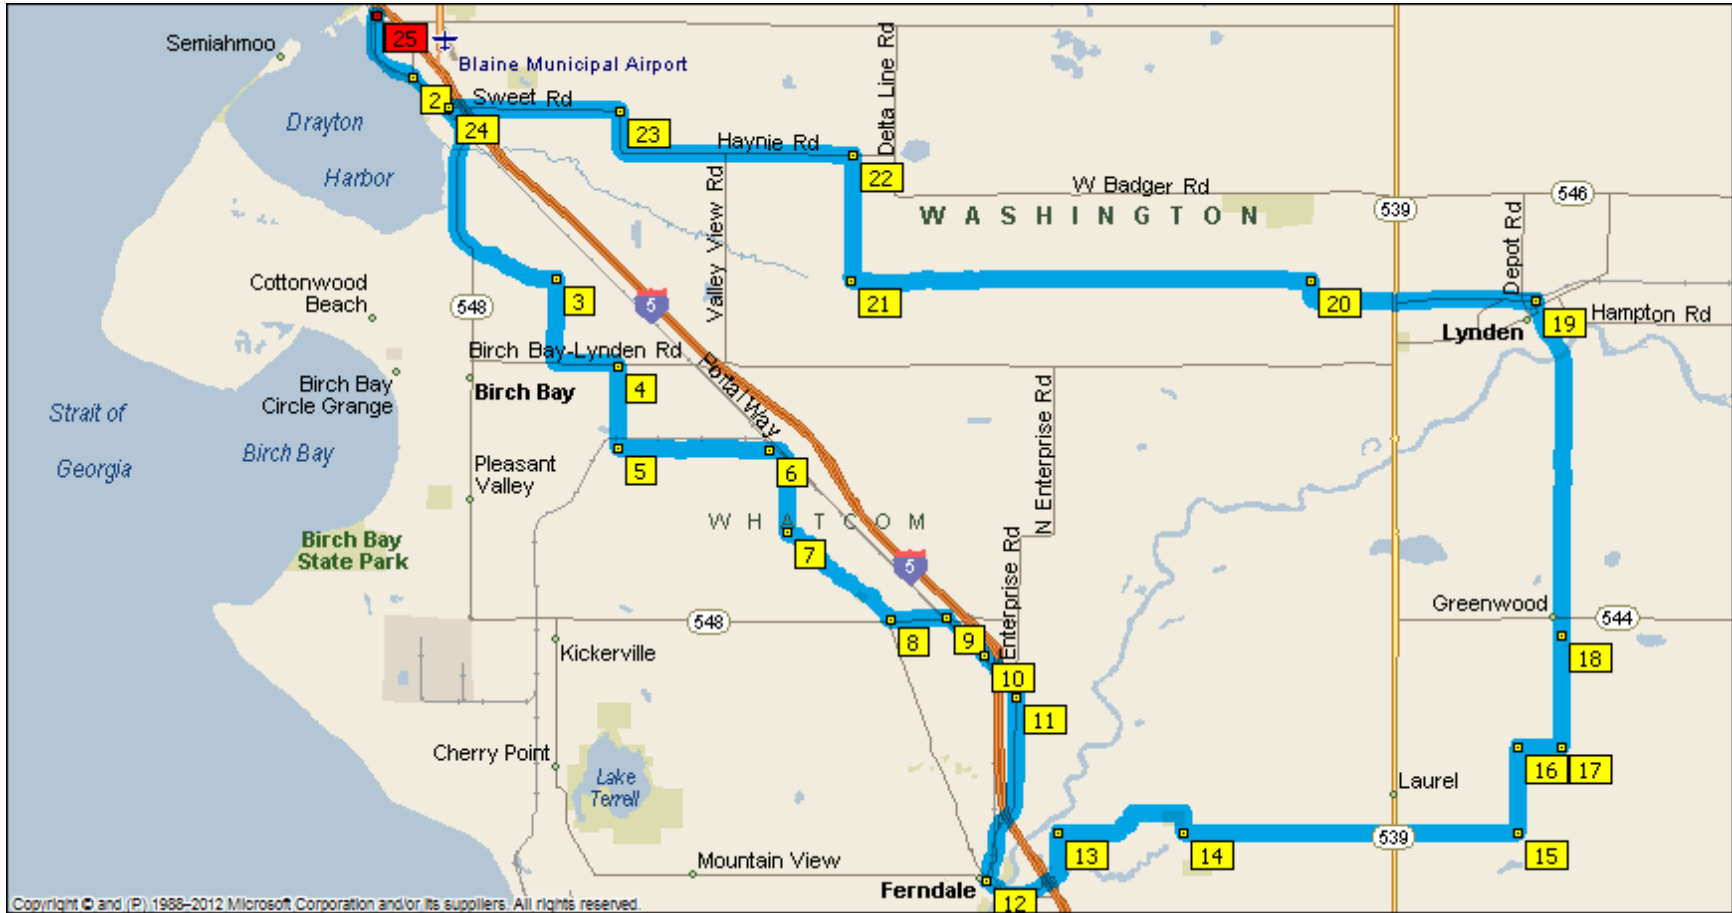 25
Semiahmoo
Blaine Municipal Airport
Delta Line Rd
2
Sweet Rd
24
23
Drayton
Harbor
Haynie Rd
22
Valley View Rd
W Badger Rd
546
539
WASHINGTON
Depot Rd
Cottonwood
Beach
548
3
5
21
20
19
Hampton Rd
Lynden
Birch Bay-Lynden Rd
Portal Way
Birch Bay
Circle Grange
Birch Bay
4
N Enterprise Rd
Strait of
Georgia
Birch Bay
Pleasant
Valley
5
6
WHATCOM
Birch Bay
State Park
7
5
Enterprise Rd
548
8
9
Greenwood
544
Kickerville
10
18
11
Cherry Point
Lake
Terrell
16
17
Laurel
13
14
539
15
Mountain View
Ferndale
12
Copyright © and (P) 1988–2012 Microsoft Corporation and/or its suppliers. All rights reserved.